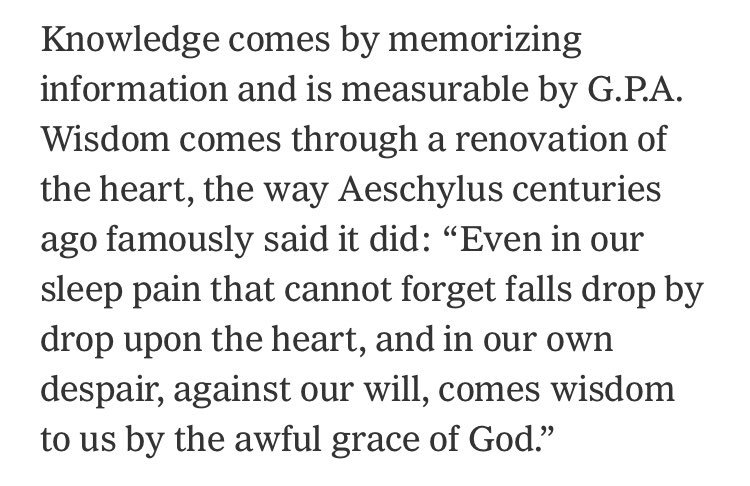 Knowledge comes by memorizing
information and is measurable by G.P.A.
Wisdom comes through a renovation of
the heart, the way Aeschylus centuries
ago famously said it did: “Even in our
sleep pain that cannot forget falls drop by
drop upon the heart, and in our own
despair, against our will, comes wisdom
to us by the awful grace of God.”